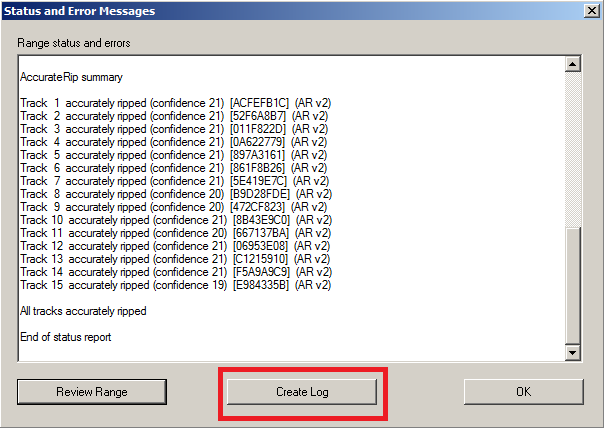 Status and Error Messages
Range status and errors
AccurateRip summary
Track 1 accurately ripped (confidence 21) [ACFEFB1C] (AR v2)
Track 2 accurately ripped (confidence 21) [52F6A8B7] (AR v2)
Track 3 accurately ripped (confidence 21) [011F822D] (AR v2)
Track 4 accurately ripped (confidence 21) [0A622779] (AR v2)
Track 5 accurately ripped (confidence 21) [897A3161] (AR v2)
Track 6 accurately ripped (confidence 21) [861F8B26] (AR v2)
Track 7 accurately ripped (confidence 21) [5E419E7C] (AR v2)
Track 8 accurately ripped (confidence 20) [B9D28FDE] (AR v2)
Track 9 accurately ripped (confidence 20) [472CF823] (AR v2)
Track 10 accurately ripped (confidence 21) [8B43E9C0] (AR v2)
Track 11 accurately ripped (confidence 20) [667137BA] (AR v2)
Track 12 accurately ripped (confidence 21) [06953E08] (AR v2)
Track 13 accurately ripped (confidence 21) [C1215910] (AR v2)
Track 14 accurately ripped (confidence 21) [F5A9A9C9] (AR v2)
Track 15 accurately ripped (confidence 19) [E984335B] (AR v2)
All tracks accurately ripped
End of status report
Review Range
Create Log
OK